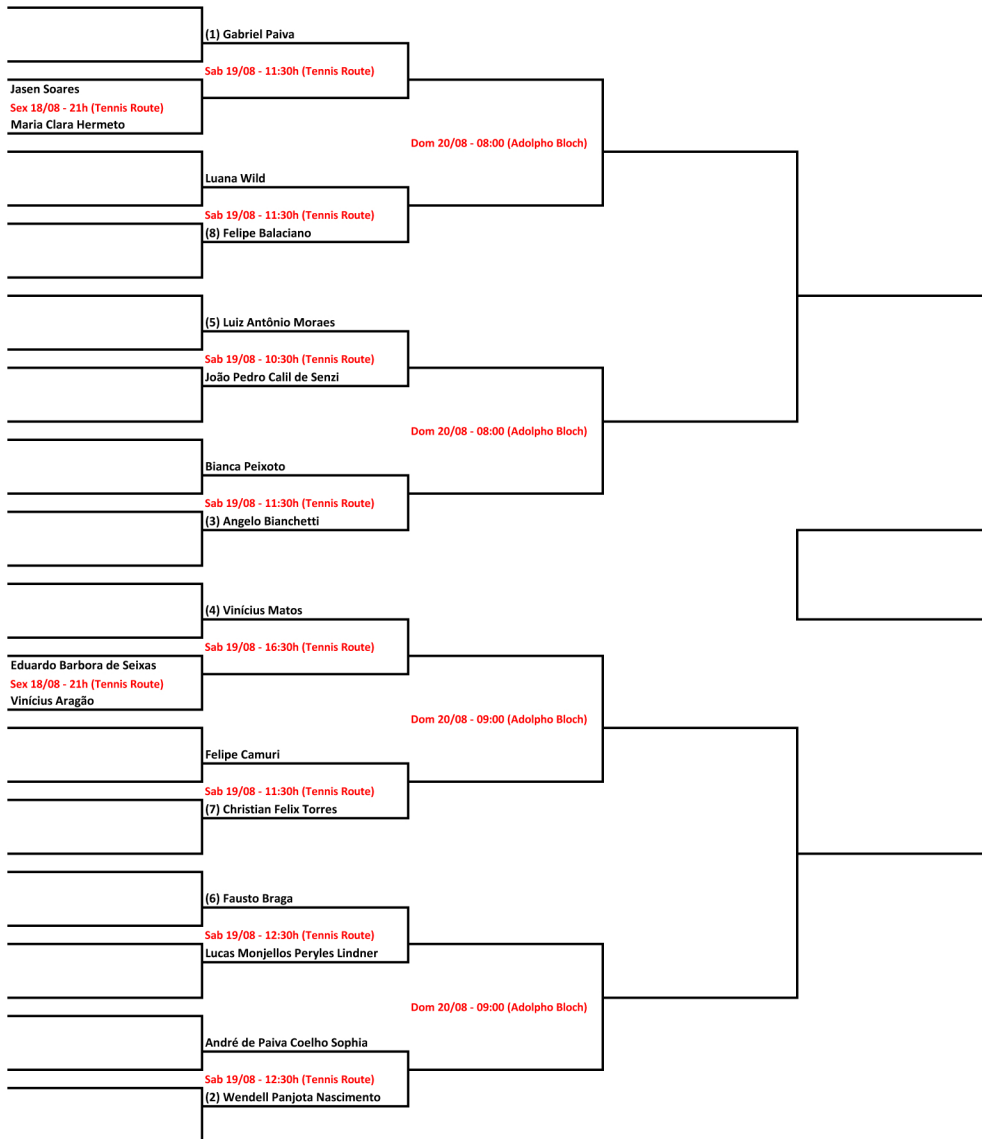 (1) Gabriel Paiva
Sab 19/08 - 11:30h (Tennis Route)
Jasen Soares
Sex 18/08 - 21h (Tennis Route)
Maria Clara Hermeto
Dom 20/08 - 08:00 (Adolpho Bloch)
Luana Wild
Sab 19/08 - 11:30h (Tennis Route)
(8) Felipe Balaciano
(5) Luiz Antônio Moraes
Sab 19/08 - 10:30h (Tennis Route)
João Pedro Calil de Senzi
Dom 20/08 - 08:00 (Adolpho Bloch)
Bianca Peixoto
Sab 19/08 - 11:30h (Tennis Route)
(3) Angelo Bianchetti
(4) Vinícius Matos
Sab 19/08 - 16:30h (Tennis Route)
Eduardo Barbora de Seixas
Sex 18/08 - 21h (Tennis Route)
Vinícius Aragão
Dom 20/08 - 09:00 (Adolpho Bloch)
Felipe Camuri
Sab 19/08 - 11:30h (Tennis Route)
(7) Christian Felix Torres
(6) Fausto Braga
Sab 19/08 - 12:30h (Tennis Route)
Lucas Monjellos Peryles Lindner
Dom 20/08 - 09:00 (Adolpho Bloch)
André de Paiva Coelho Sophia
Sab 19/08 - 12:30h (Tennis Route)
(2) Wendell Panjota Nascimento